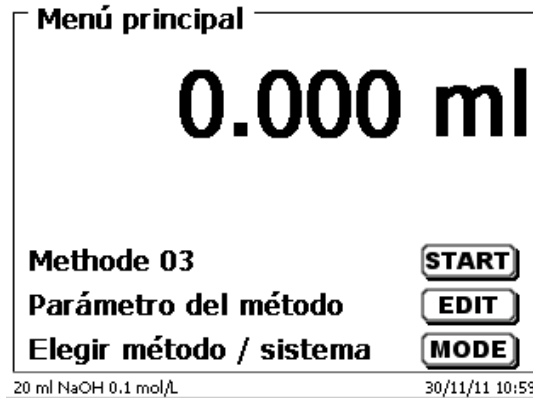 Menú principal
0.000 ml
Methode 03 START
Parámetro del método EDIT
Elegir método / sistema MODE
20 ml NaOH 0.1 mol/L 30/11/11 10:59